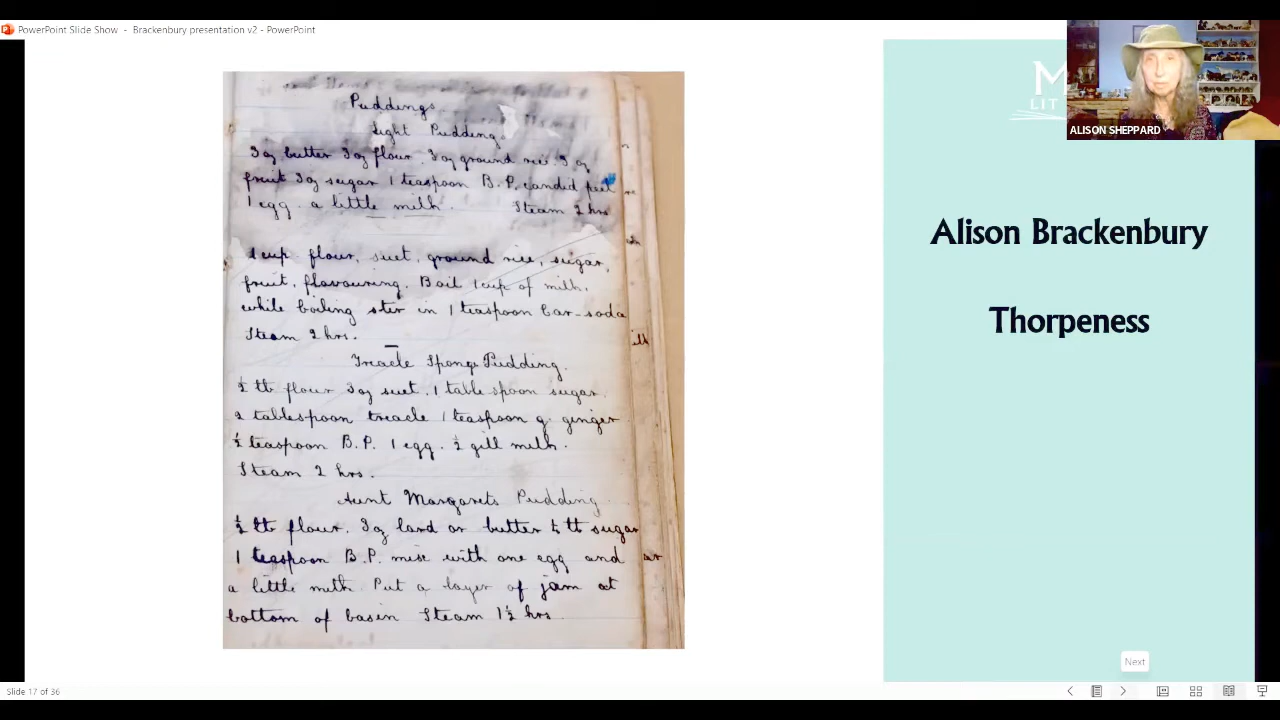 PowerPoint Slide Show - Brackenbury presentation v2 - PowerPoint
Puddings
Light Puddings
3 oz butter 3 oz flour. 3 oz ground rice. 3 oz
fruit 3 oz sugar 1 teaspoon B.P. candied peel
1 egg. a little milk. Steam 2 hrs
1 cup flour, suet, ground rice, sugar,
fruit, flavouring. Boil 1 cup of milk.
while boiling ster in 1 teaspoon Car-soda
Steam 2 hrs.
Treacle Sponge Pudding.
½ lb flour 3 oz suet. 1 table spoon sugar.
2 tablespoon treacle 1 teaspoon g. ginger
½ teaspoon B.P. 1 egg. ½ gill milk.
Steam 2 hrs.
Aunt Margarets Pudding
½ lb flour. 3 oz lard or butter ¼ lb sugar
1 teaspoon B.P. mix with one egg and
a little milk Put a layer of jam at
bottom of basin Steam 1½ hrs.
M
LIT
ALISON SHEPPARD
Alison Brackenbury
Thorpeness
Next
Slide 17 of 36